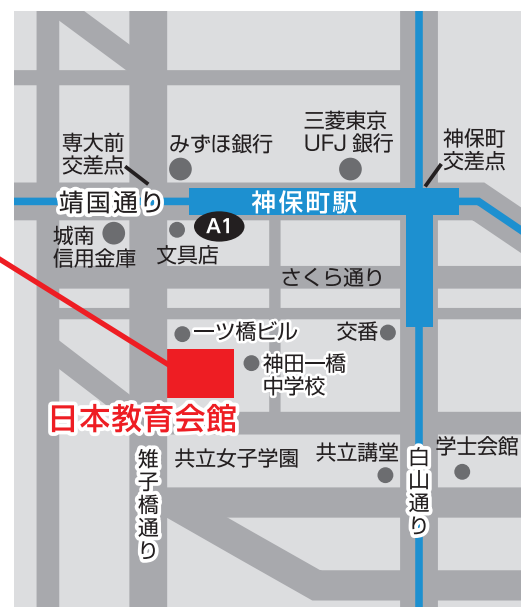 三菱東京
UFJ 銀行
神保町
交差点
専大前
交差点
みずほ銀行
靖国通り
神保町駅
A1
城南
信用金庫
文具店
さくら通り
一ツ橋ビル
交番
神田一橋
中学校
日本教育会館
雉子橋通り
共立女子学園
共立講堂
白山通り
学士会館